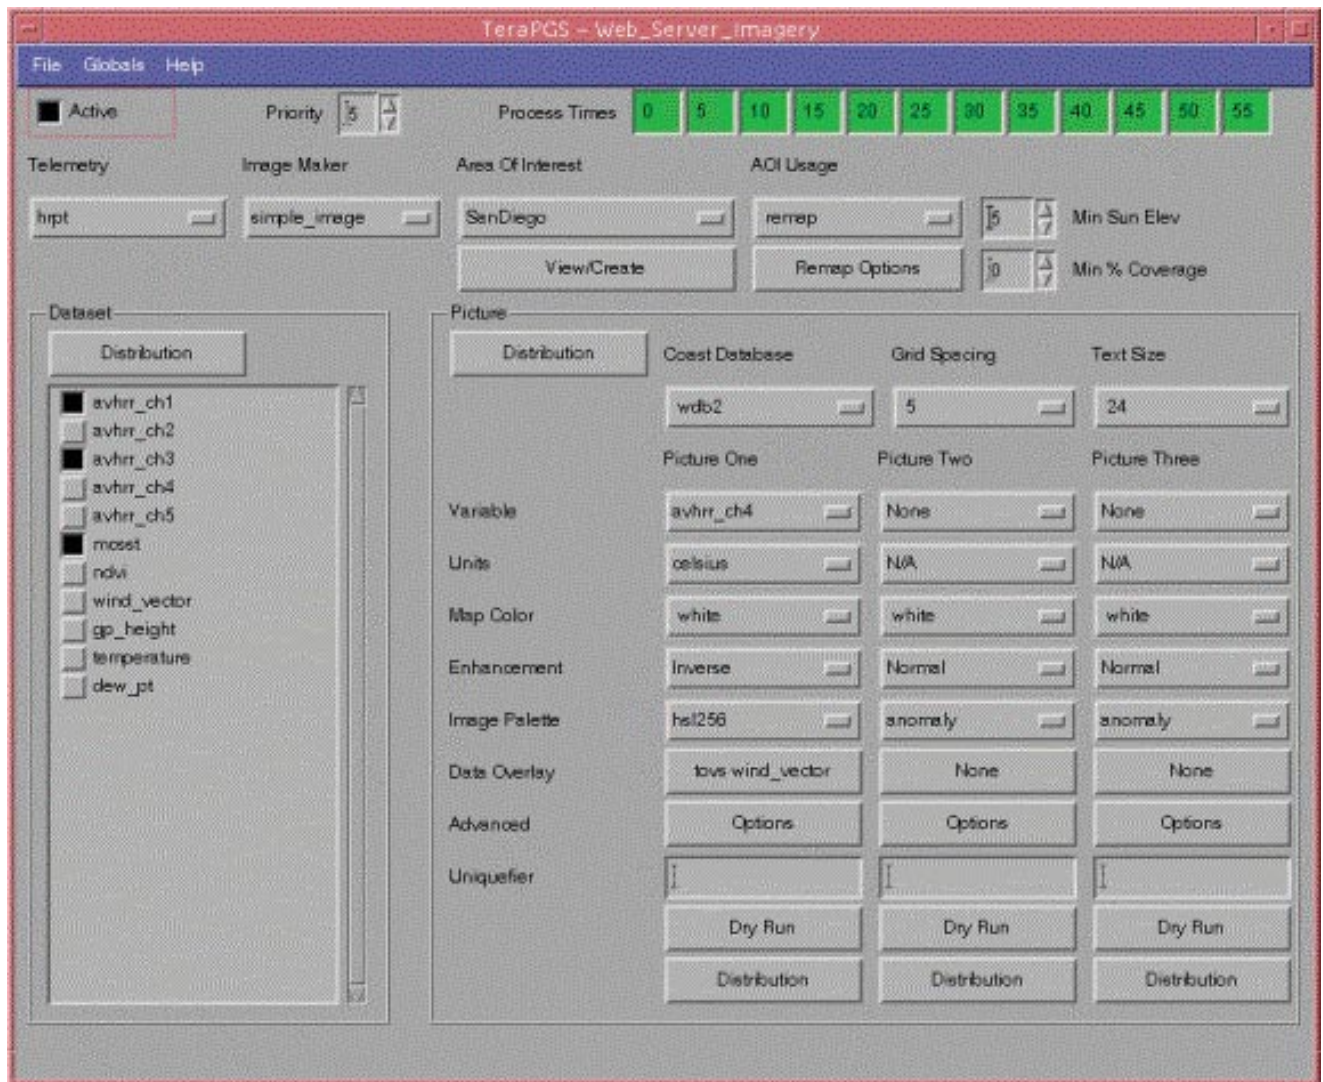 TeraPGS – Web_Server_imagery
File Globals Help
Active Priority 5 Process Times 0 5 10 15 20 25 30 35 40 45 50 55
Telemetry Image Maker Area Of Interest AOI Usage
hrpt simple_image SanDiego remap 5 Min Sun Elev
View/Create Remap Options 0 Min % Coverage
Dataset Picture
Distribution Distribution Coast Database Grid Spacing Text Size
avhrr_ch1 wdb2 5 24
avhrr_ch2
avhrr_ch3 Picture One Picture Two Picture Three
avhrr_ch4
avhrr_ch5 Variable avhrr_ch4 None None
mcsst
ndvi Units celsius N/A N/A
wind_vector
gp_height Map Color white white white
temperature Enhancement Inverse Normal Normal
dew_pt
Image Palette hsl256 anomaly anomaly
Data Overlay tovs wind_vector None None
Advanced Options Options Options
Uniquefier
Dry Run Dry Run Dry Run
Distribution Distribution Distribution